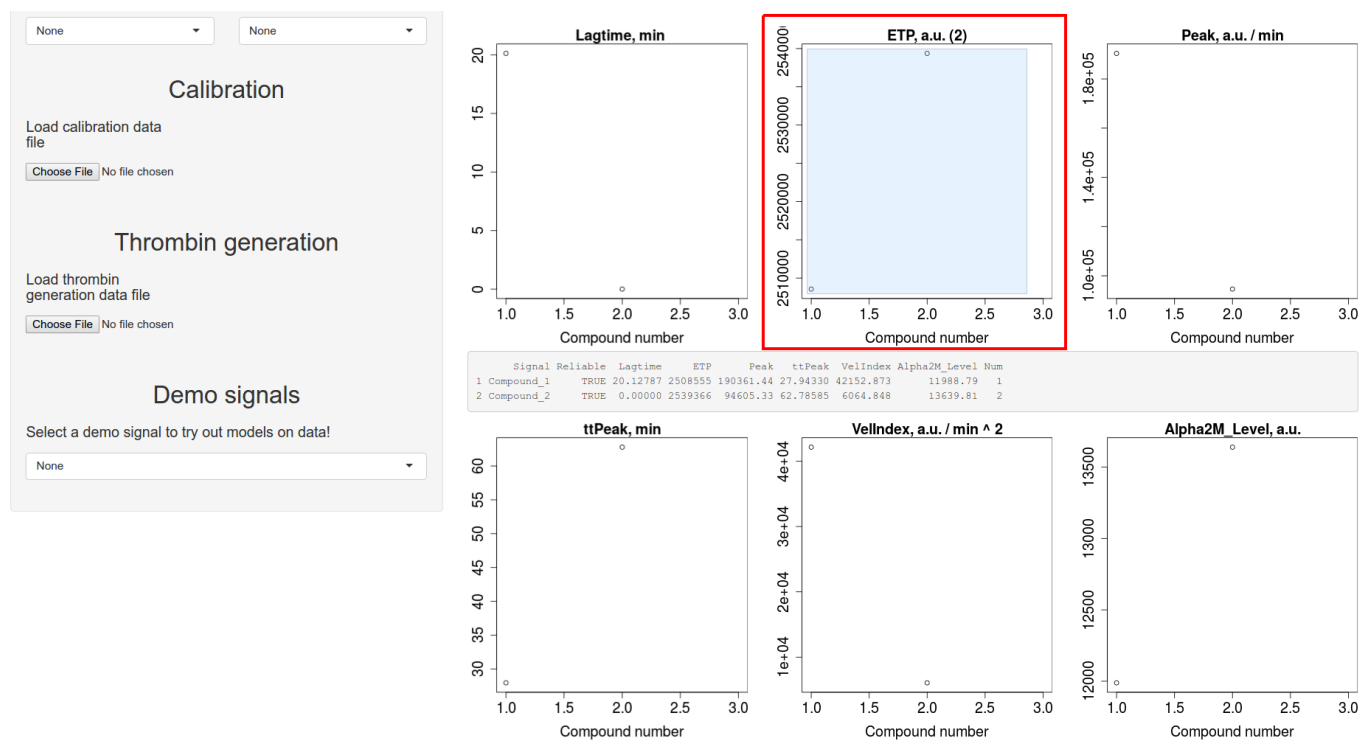 None
None
Calibration
Load calibration data
file
Choose File No file chosen
Thrombin generation
Load thrombin
generation data file
Choose File No file chosen
Demo signals
Select a demo signal to try out models on data!
None
Lagtime, min
20
15
10
5
0
1.0 1.5 2.0 2.5 3.0
Compound number
ETP, a.u. (2)
2530000
2520000
2510000
1.0 1.5 2.0 2.5 3.0
Compound number
Peak, a.u. / min
1.8e+05
1.4e+05
1.0e+05
1.0 1.5 2.0 2.5 3.0
Compound number
Signal Reliable Lagtime ETP Peak ttPeak VelIndex Alpha2M_Level Num
1 Compound_1 TRUE 20.12787 2508555 190361.44 27.94330 42152.873 11988.79 1
2 Compound_2 TRUE 0.00000 2539366 94605.33 62.78585 6064.848 13639.81 2
ttPeak, min
60
55
50
45
40
35
30
1.0 1.5 2.0 2.5 3.0
Compound number
VelIndex, a.u. / min ^ 2
4e+04
3e+04
2e+04
1e+04
1.0 1.5 2.0 2.5 3.0
Compound number
Alpha2M_Level, a.u.
13500
13000
12500
12000
1.0 1.5 2.0 2.5 3.0
Compound number